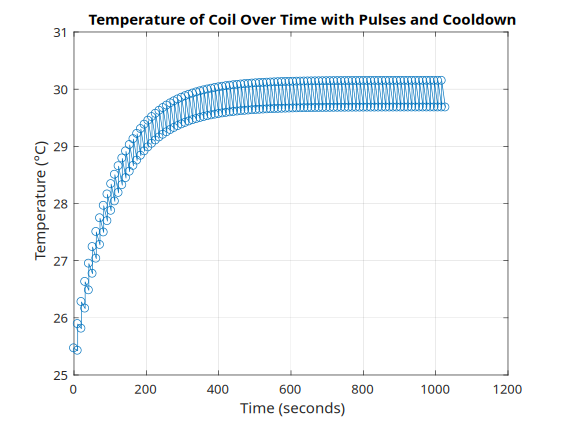 Temperature of Coil Over Time with Pulses and Cooldown
31
30
29
28
27
26
25
Temperature (°C)
0 200 400 600 800 1000 1200
Time (seconds)